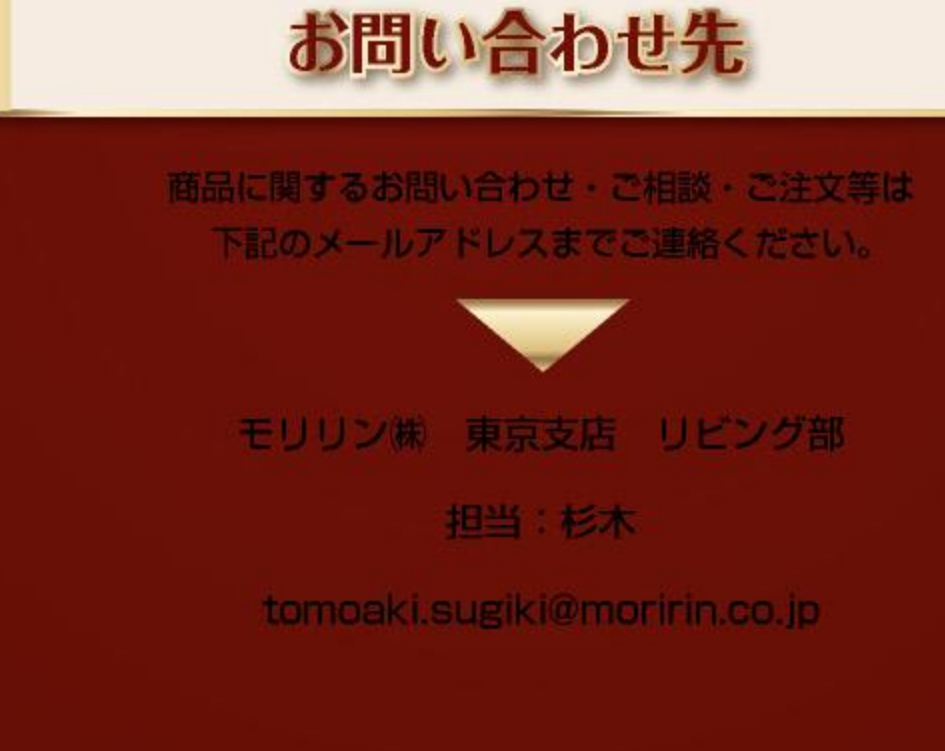 お問い合わせ先
商品に関するお問い合わせ・ご相談・ご注文等は
下記のメールアドレスまでご連絡ください。
モリリン㈱　東京支店　リビング部
担当：杉木
tomoaki.sugiki@moririn.co.jp